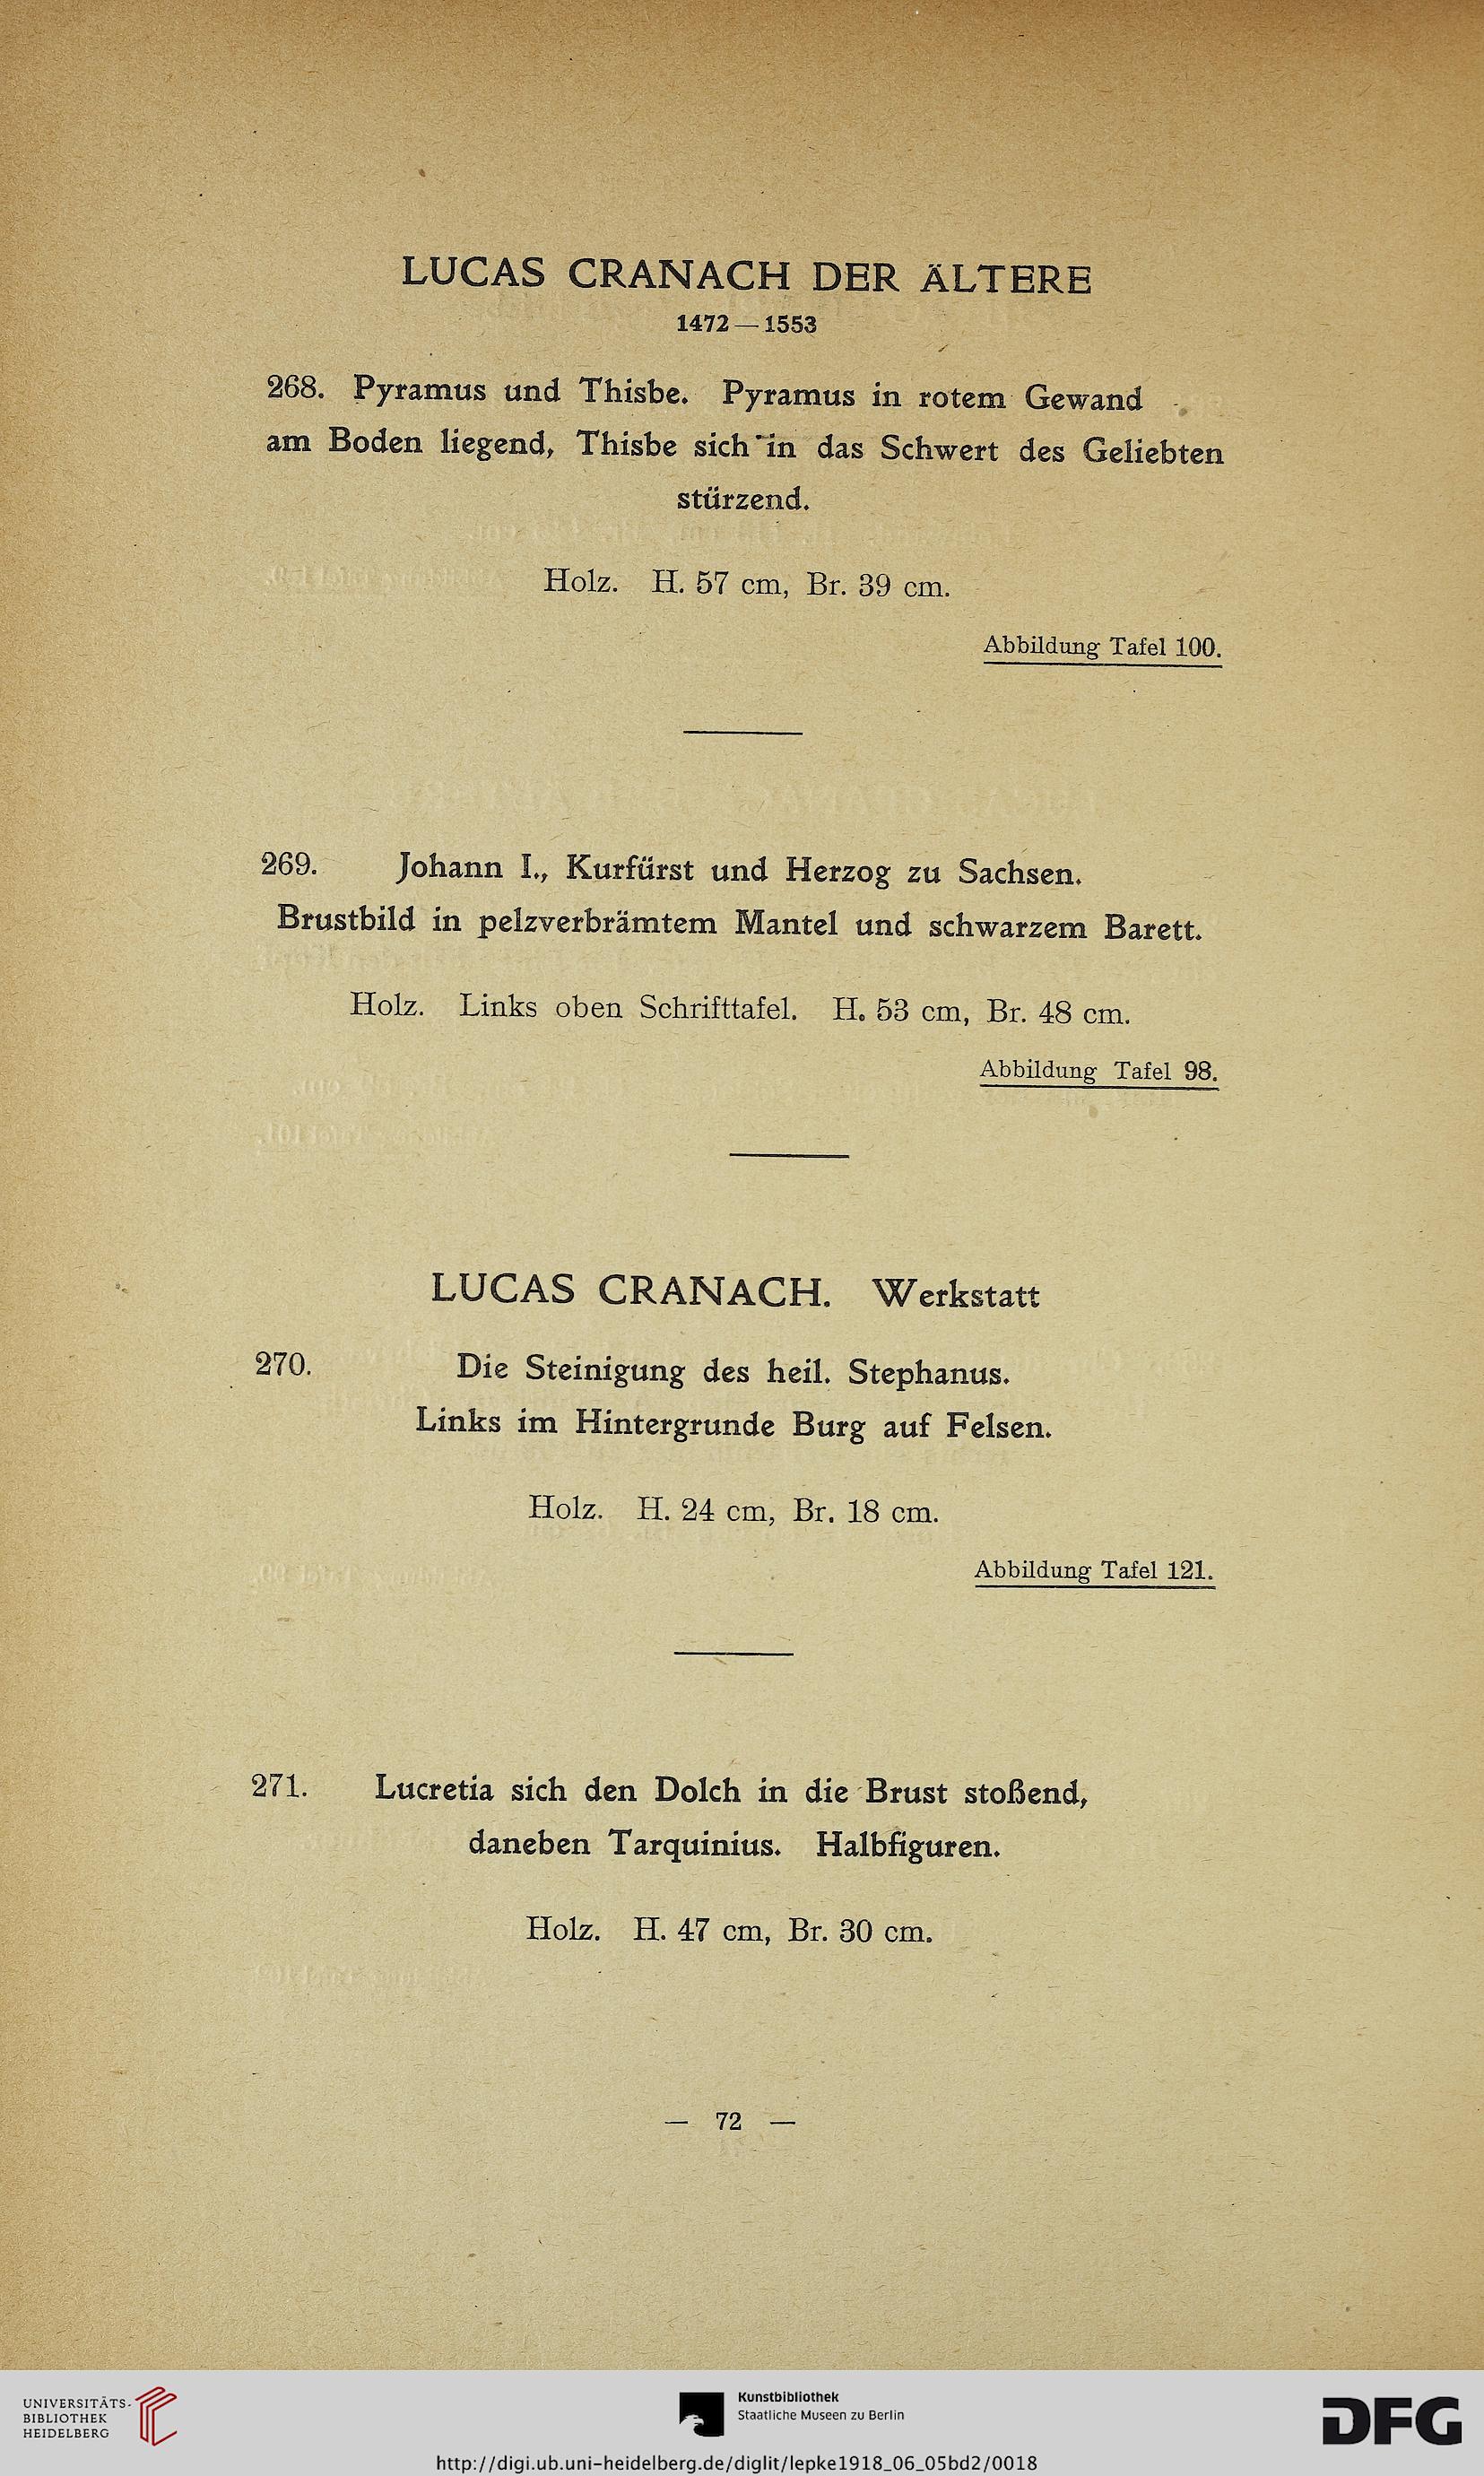 LUCAS CRANACH DER ÄLTERE
1472 — 1553
268. Pyramus und Thisbe. Pyramus in rotem Gewand
am Boden liegend, Thisbe sich in das Schwert des Geliebten
stürzend.
Holz. H. 57 cm, Br. 39 cm.
Abbildung Tafel 100.
269. Johann I., Kurfürst und Herzog zu Sachsen.
Brustbild in pelzverbrämtem Mantel und schwarzem Barett.
Holz. Links oben Schrifttafel. H. 53 cm, Br. 48 cm.
Abbildung Tafel 98.
LUCAS CRANACH. Werkstatt
270. Die Steinigung des heil. Stephanus.
Links im Hintergrunde Burg auf Felsen.
Holz. H. 24 cm, Br. 18 cm.
Abbildung Tafel 121.
271. Lucretia sich den Dolch in die Brust stoßend,
daneben Tarquinius. Halbfiguren.
Holz. H. 47 cm, Br. 30 cm.
— 72 —
UNIVERSITÄTS-
BIBLIOTHEK
HEIDELBERG
Kunstbibliothek
Staatliche Museen zu Berlin
DFG
http://digi.ub.uni-heidelberg.de/diglit/lepke1918_06_05bd2/0018